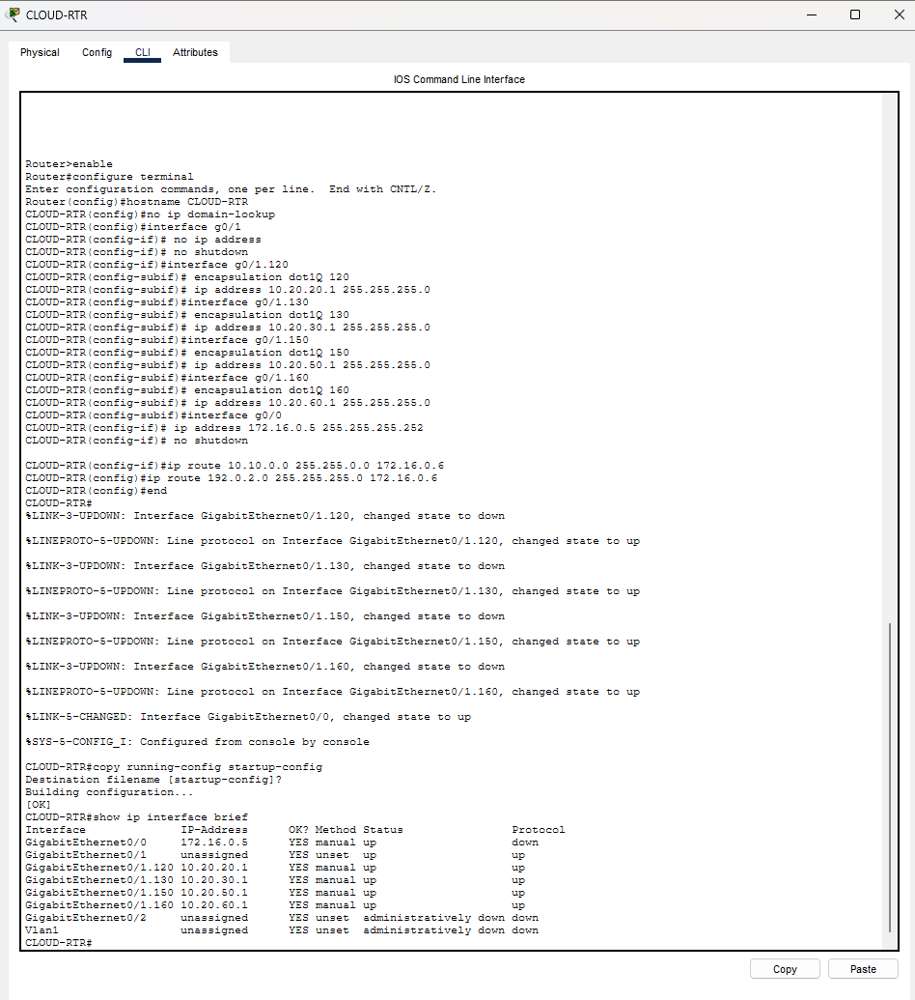 CLOUD-RTR
Physical Config CLI Attributes
IOS Command Line Interface
Router>enable
Router#configure terminal
Enter configuration commands, one per line.  End with CNTL/Z.
Router(config)#hostname CLOUD-RTR
CLOUD-RTR(config)#no ip domain-lookup
CLOUD-RTR(config)#interface g0/1
CLOUD-RTR(config-if)# no ip address
CLOUD-RTR(config-if)# no shutdown
CLOUD-RTR(config-if)#interface g0/1.120
CLOUD-RTR(config-subif)# encapsulation dot1Q 120
CLOUD-RTR(config-subif)# ip address 10.20.20.1 255.255.255.0
CLOUD-RTR(config-subif)#interface g0/1.130
CLOUD-RTR(config-subif)# encapsulation dot1Q 130
CLOUD-RTR(config-subif)# ip address 10.20.30.1 255.255.255.0
CLOUD-RTR(config-subif)#interface g0/1.150
CLOUD-RTR(config-subif)# encapsulation dot1Q 150
CLOUD-RTR(config-subif)# ip address 10.20.50.1 255.255.255.0
CLOUD-RTR(config-subif)#interface g0/1.160
CLOUD-RTR(config-subif)# encapsulation dot1Q 160
CLOUD-RTR(config-subif)# ip address 10.20.60.1 255.255.255.0
CLOUD-RTR(config-subif)#interface g0/0
CLOUD-RTR(config-if)# ip address 172.16.0.5 255.255.255.252
CLOUD-RTR(config-if)# no shutdown
CLOUD-RTR(config-if)#ip route 10.10.0.0 255.255.0.0 172.16.0.6
CLOUD-RTR(config)#ip route 192.0.2.0 255.255.255.0 172.16.0.6
CLOUD-RTR(config)#end
CLOUD-RTR#
%LINK-3-UPDOWN: Interface GigabitEthernet0/1.120, changed state to down
%LINEPROTO-5-UPDOWN: Line protocol on Interface GigabitEthernet0/1.120, changed state to up
%LINK-3-UPDOWN: Interface GigabitEthernet0/1.130, changed state to down
%LINEPROTO-5-UPDOWN: Line protocol on Interface GigabitEthernet0/1.130, changed state to up
%LINK-3-UPDOWN: Interface GigabitEthernet0/1.150, changed state to down
%LINEPROTO-5-UPDOWN: Line protocol on Interface GigabitEthernet0/1.150, changed state to up
%LINK-3-UPDOWN: Interface GigabitEthernet0/1.160, changed state to down
%LINEPROTO-5-UPDOWN: Line protocol on Interface GigabitEthernet0/1.160, changed state to up
%LINK-5-CHANGED: Interface GigabitEthernet0/0, changed state to up
%SYS-5-CONFIG_I: Configured from console by console
CLOUD-RTR#copy running-config startup-config
Destination filename [startup-config]?
Building configuration...
[OK]
CLOUD-RTR#show ip interface brief
Interface              IP-Address      OK? Method Status                Protocol
GigabitEthernet0/0     172.16.0.5      YES manual up                    down
GigabitEthernet0/1     unassigned      YES unset  up                    up
GigabitEthernet0/1.120 10.20.20.1      YES manual up                    up
GigabitEthernet0/1.130 10.20.30.1      YES manual up                    up
GigabitEthernet0/1.150 10.20.50.1      YES manual up                    up
GigabitEthernet0/1.160 10.20.60.1      YES manual up                    up
GigabitEthernet0/2     unassigned      YES unset  administratively down down
Vlan1                  unassigned      YES unset  administratively down down
CLOUD-RTR#
Copy Paste